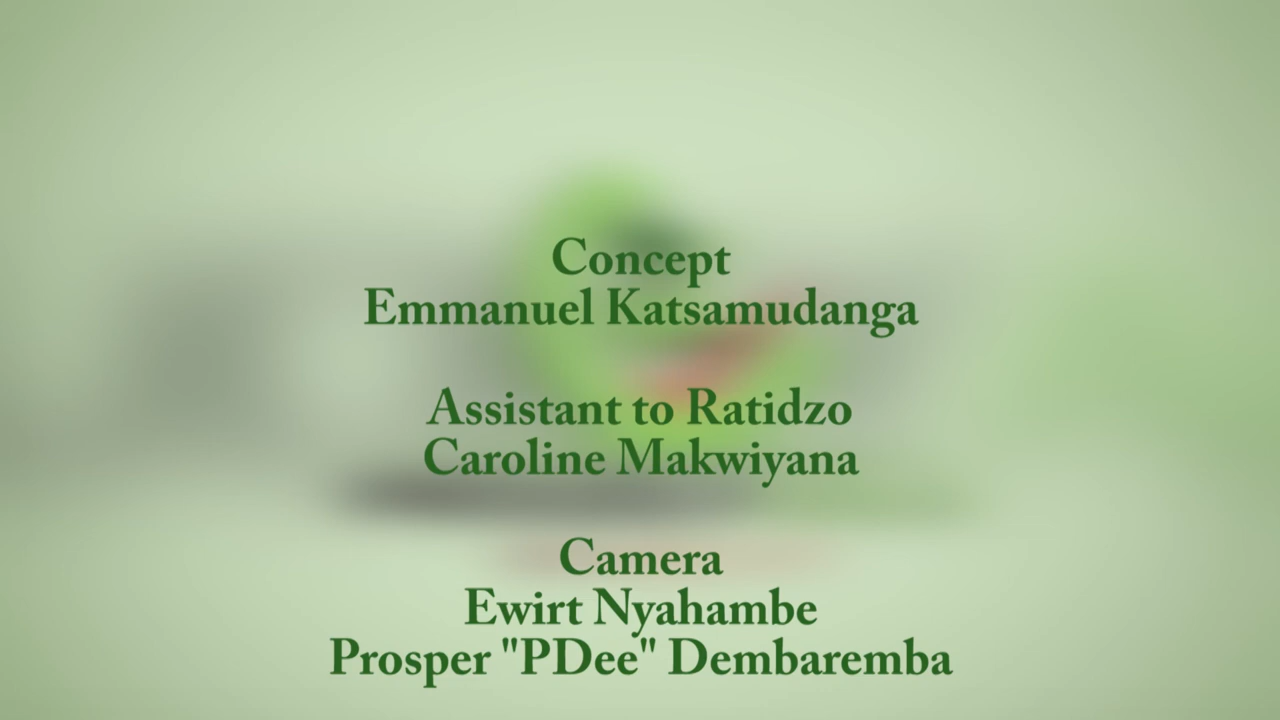 Concept
Emmanuel Katsamudanga
Assistant to Ratidzo
Caroline Makwiyana
Camera
Ewirt Nyahambe
Prosper "PDee" Dembaremba